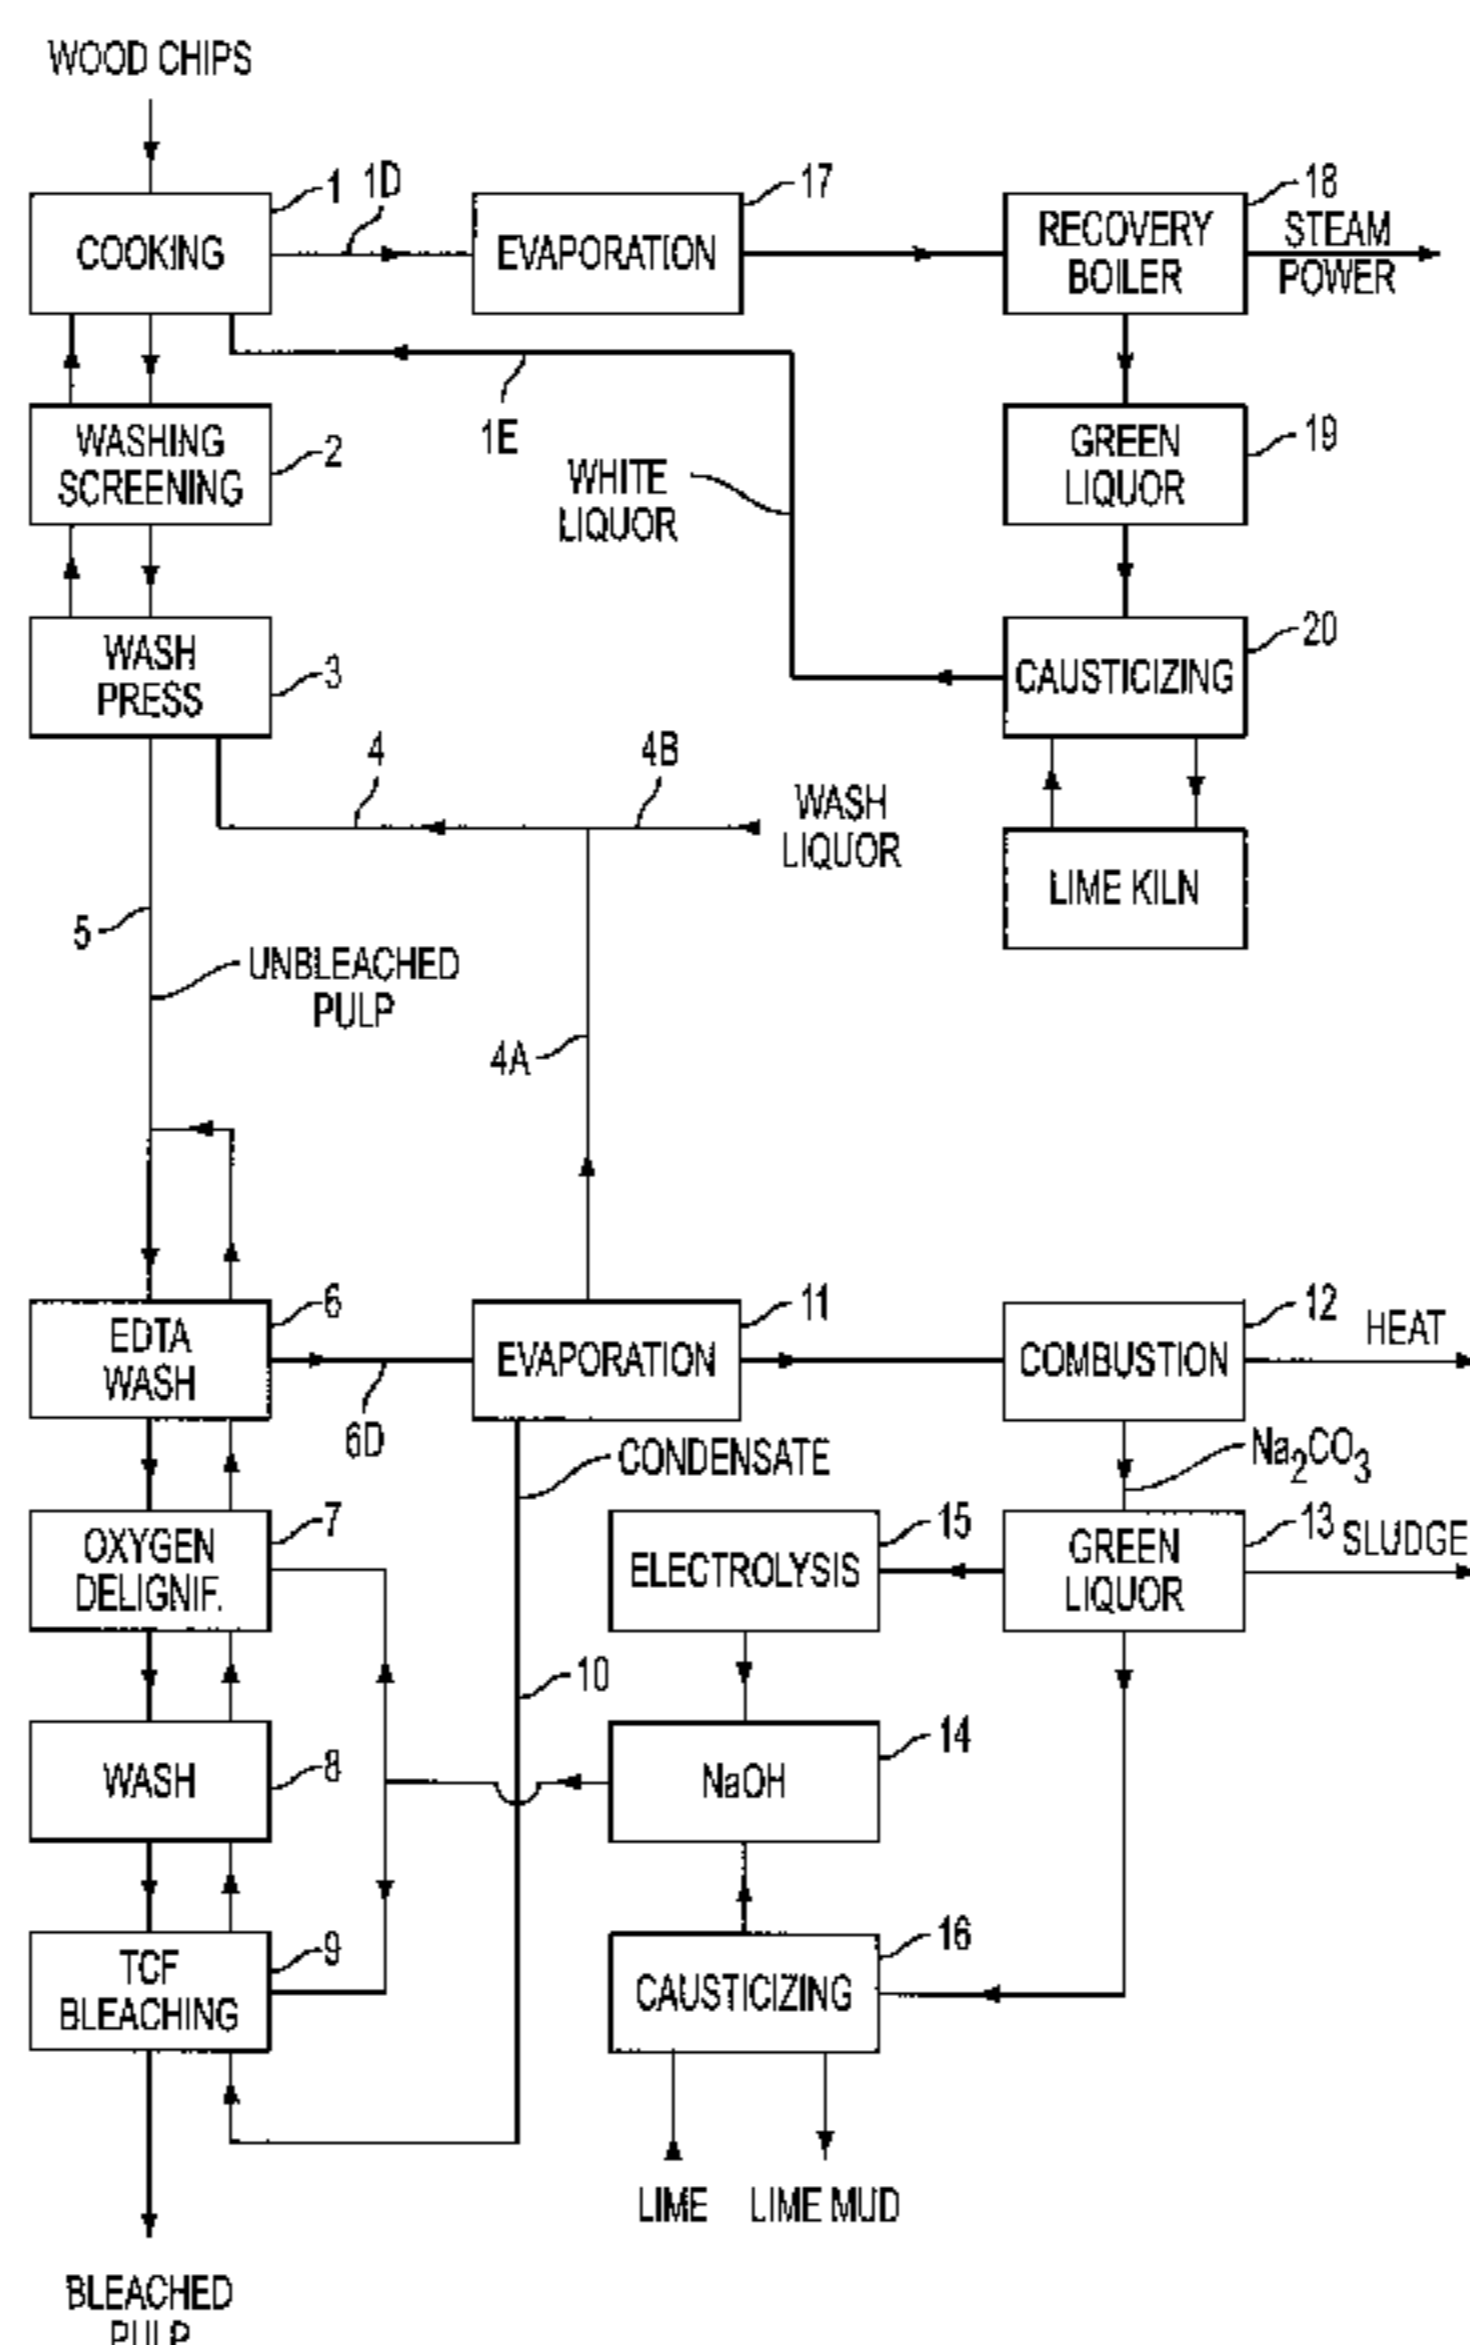 WOOD CHIPS
1
1D
17
18
COOKING
EVAPORATION
RECOVERY
BOILER
STEAM
POWER
1E
WASHING
SCREENING
2
WHITE
LIQUOR
GREEN
LIQUOR
19
WASH
PRESS
3
CAUSTICIZING
20
4
4B
WASH
LIQUOR
LIME KILN
5
UNBLEACHED
PULP
4A
6
EDTA
WASH
6D
11
EVAPORATION
12
COMBUSTION
HEAT
CONDENSATE
Na2CO3
7
OXYGEN
DELIGNIF.
15
ELECTROLYSIS
13
GREEN
LIQUOR
SLUDGE
10
8
WASH
14
NaOH
9
TCF
BLEACHING
16
CAUSTICIZING
LIME
LIME MUD
BLEACHED
PULP